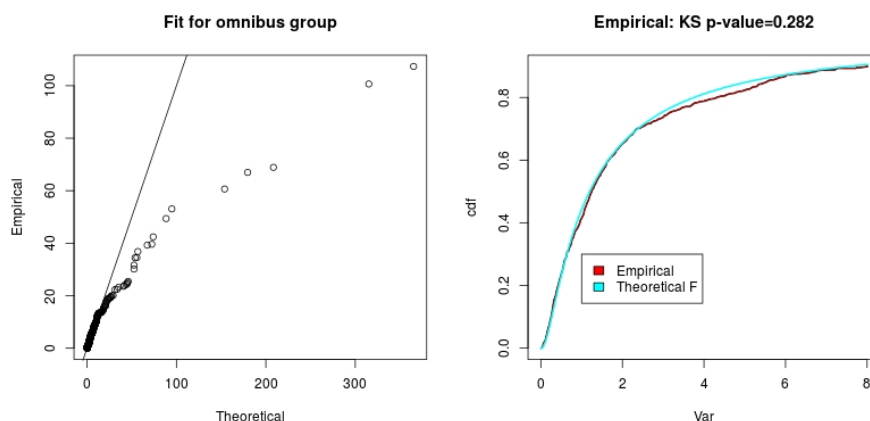 Fit for omnibus group
Empirical
100
80
60
40
20
0
0
100
200
300
Theoretical
Empirical: KS p-value=0.282
cdf
0.8
0.6
0.4
0.2
0.0
Empirical
Theoretical F
0
2
4
6
8
Var